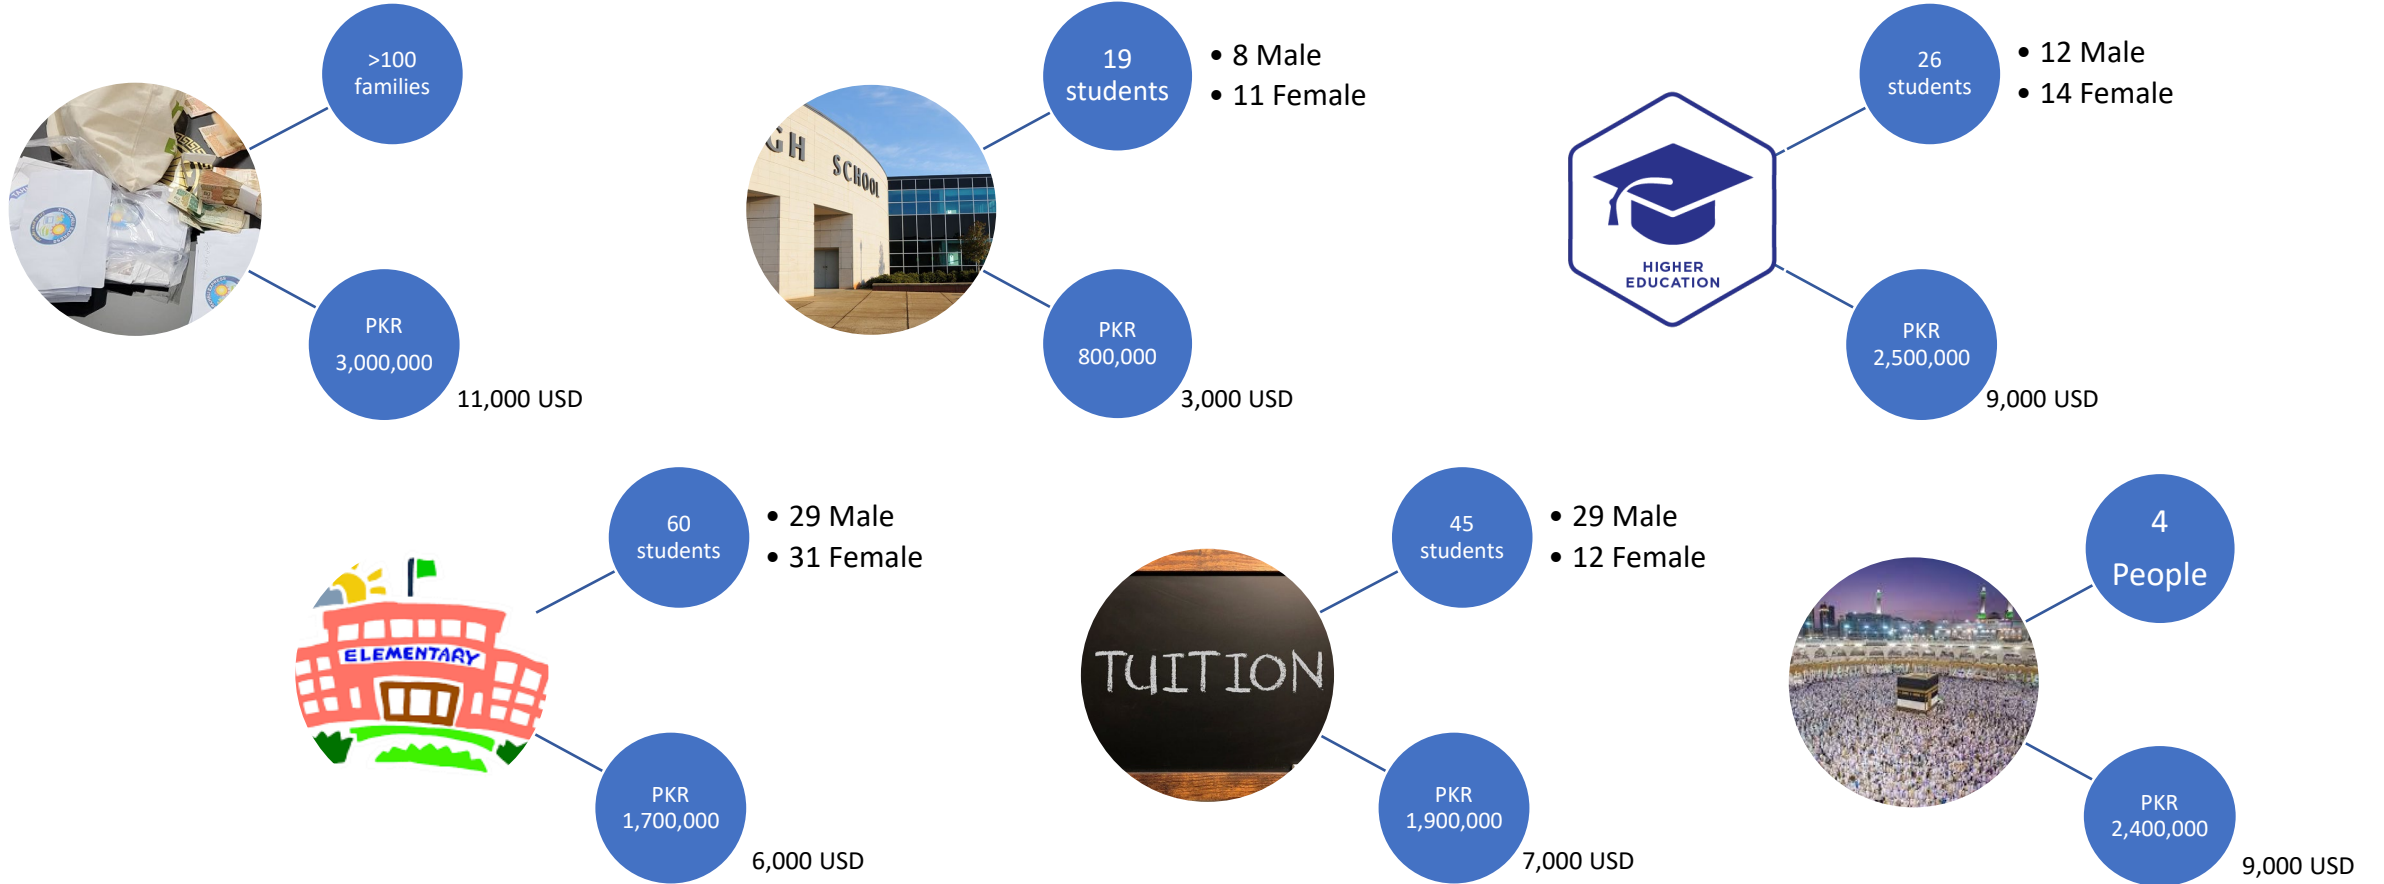 >100
families
PKR
3,000,000
11,000 USD
GH SCHOOL
19
students
• 8 Male
• 11 Female
PKR
800,000
3,000 USD
HIGHER
EDUCATION
26
students
• 12 Male
• 14 Female
PKR
2,500,000
9,000 USD
ELEMENTARY
60
students
• 29 Male
• 31 Female
PKR
1,700,000
6,000 USD
TUITION
45
students
• 29 Male
• 12 Female
PKR
1,900,000
7,000 USD
4
People
PKR
2,400,000
9,000 USD